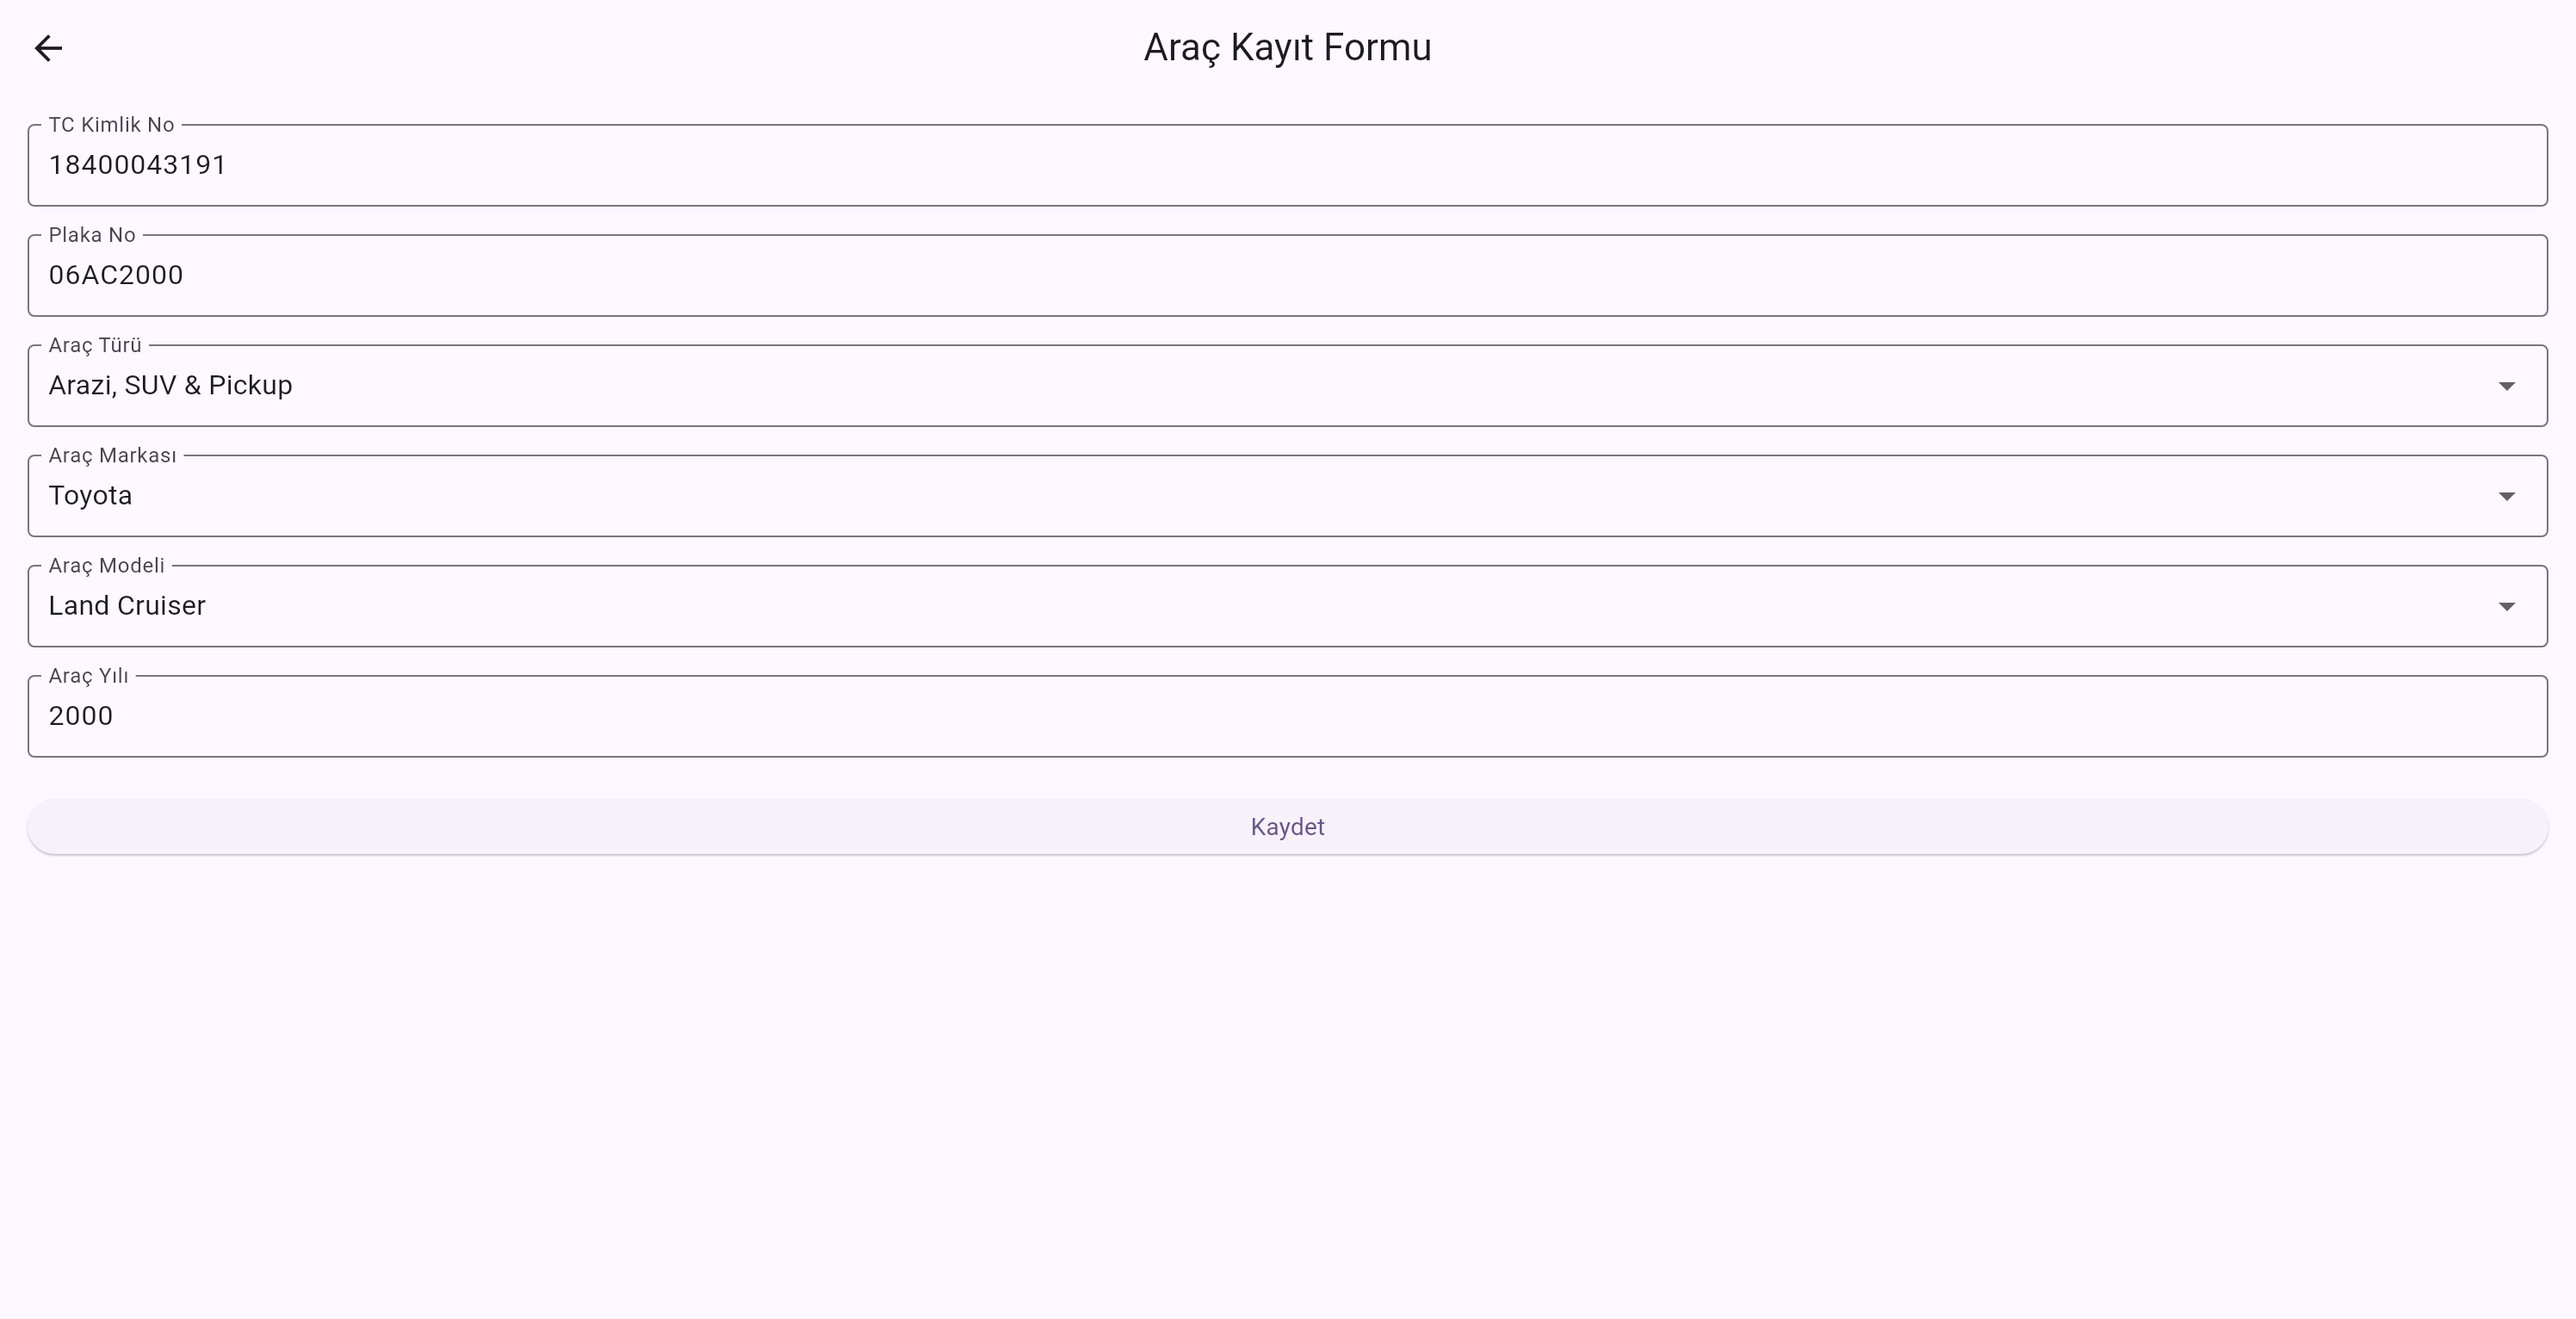 Araç Kayıt Formu
TC Kimlik No
18400043191
Plaka No
06AC2000
Araç Türü
Arazi, SUV & Pickup
Araç Markası
Toyota
Araç Modeli
Land Cruiser
Araç Yılı
2000
Kaydet